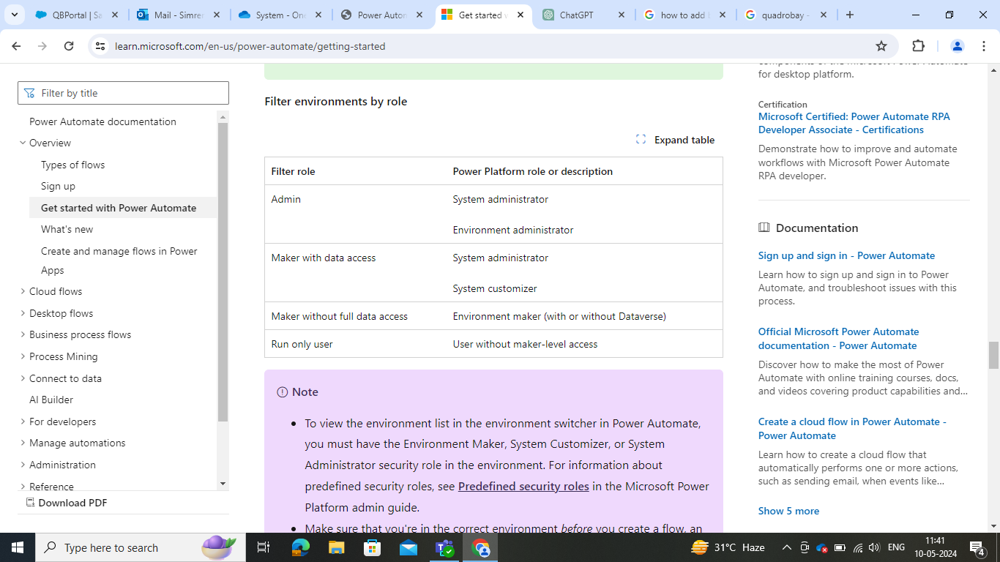 QBPortal | Sa
Mail - Simree
System - One
Power Autom
Get started w
ChatGPT
how to add l
quadrobay -
learn.microsoft.com/en-us/power-automate/getting-started
Filter by title
Power Automate documentation
Overview
Types of flows
Sign up
Get started with Power Automate
What's new
Create and manage flows in Power
Apps
Cloud flows
Desktop flows
Business process flows
Process Mining
Connect to data
AI Builder
For developers
Manage automations
Administration
Reference
Download PDF
Filter environments by role
Expand table
Filter role Power Platform role or description
Admin System administrator
Environment administrator
Maker with data access System administrator
System customizer
Maker without full data access Environment maker (with or without Dataverse)
Run only user User without maker-level access
Note
• To view the environment list in the environment switcher in Power Automate,
you must have the Environment Maker, System Customizer, or System
Administrator security role in the environment. For information about
predefined security roles, see Predefined security roles in the Microsoft Power
Platform admin guide.
• Make sure that you're in the correct environment before you create a flow, an
components of the Microsoft Power Automate
for desktop platform.
Certification
Microsoft Certified: Power Automate RPA
Developer Associate - Certifications
Demonstrate how to improve and automate
workflows with Microsoft Power Automate
RPA developer.
Documentation
Sign up and sign in - Power Automate
Learn how to sign up and sign in to Power
Automate, and troubleshoot issues with this
process.
Official Microsoft Power Automate
documentation - Power Automate
Discover how to make the most of Power
Automate with online training courses, docs,
and videos covering product capabilities and...
Create a cloud flow in Power Automate -
Power Automate
Learn how to create a cloud flow that
automatically performs one or more actions,
such as sending email, when events like...
Show 5 more
Type here to search
31°C Haze
ENG
11:41
10-05-2024
4